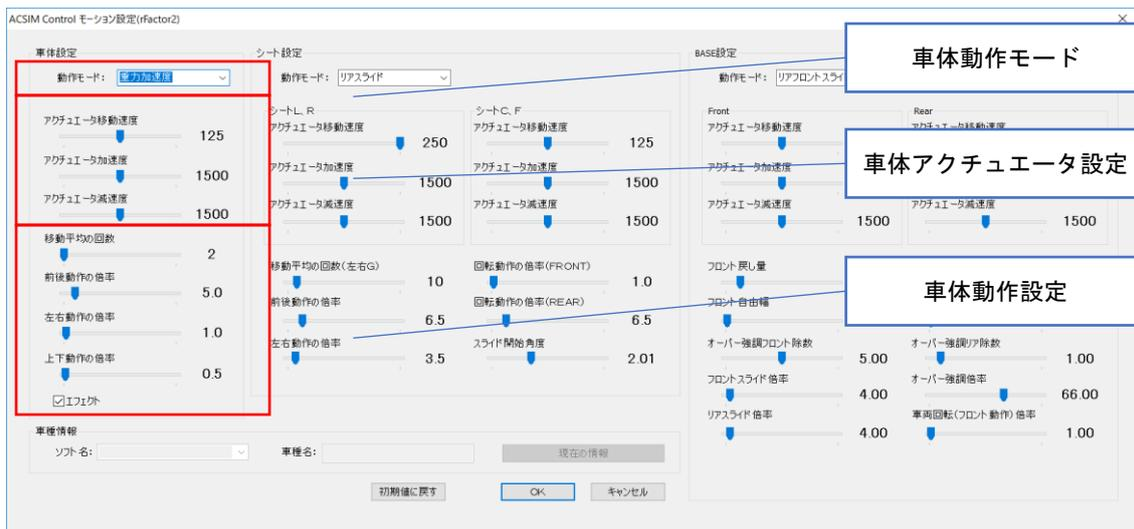 ACSIM Control モーション設定(rFactor2)
車体設定
動作モード: 重力加速度
アクチュエータ移動速度
125
アクチュエータ加速度
1500
アクチュエータ減速度
1500
移動平均の回数
2
前後動作の倍率
5.0
左右動作の倍率
1.0
上下動作の倍率
0.5
エフェクト
シート設定
動作モード: リアスライド
シートL, R
アクチュエータ移動速度
250
アクチュエータ加速度
1500
アクチュエータ減速度
1500
シートC, F
アクチュエータ移動速度
125
アクチュエータ加速度
1500
アクチュエータ減速度
1500
移動平均の回数(左右G)
10
前後動作の倍率
6.5
左右動作の倍率
3.5
回転動作の倍率(FRONT)
1.0
回転動作の倍率(REAR)
6.5
スライド開始角度
2.01
BASE設定
動作モード: リアフロントスライ
Front
アクチュエータ移動速度
アクチュエータ加速度
アクチュエータ減速度
1500
Rear
アクチュエータ移動速度
アクチュエータ減速度
1500
フロント戻し量
フロント自由幅
オーバー強調フロント除数
5.00
フロントスライド倍率
4.00
リアスライド倍率
4.00
オーバー強調リア除数
1.00
オーバー強調倍率
66.00
車両回転(フロント動作)倍率
1.00
車体動作モード
車体アクチュエータ設定
車体動作設定
車種情報
ソフト名:
車種名:
現在の情報
初期値に戻す
OK
キャンセル